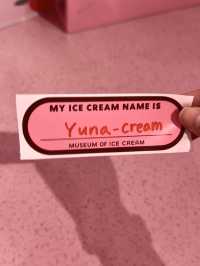 MY ICE CREAM NAME IS
Yuna-cream
MUSEUM OF ICE CREAM